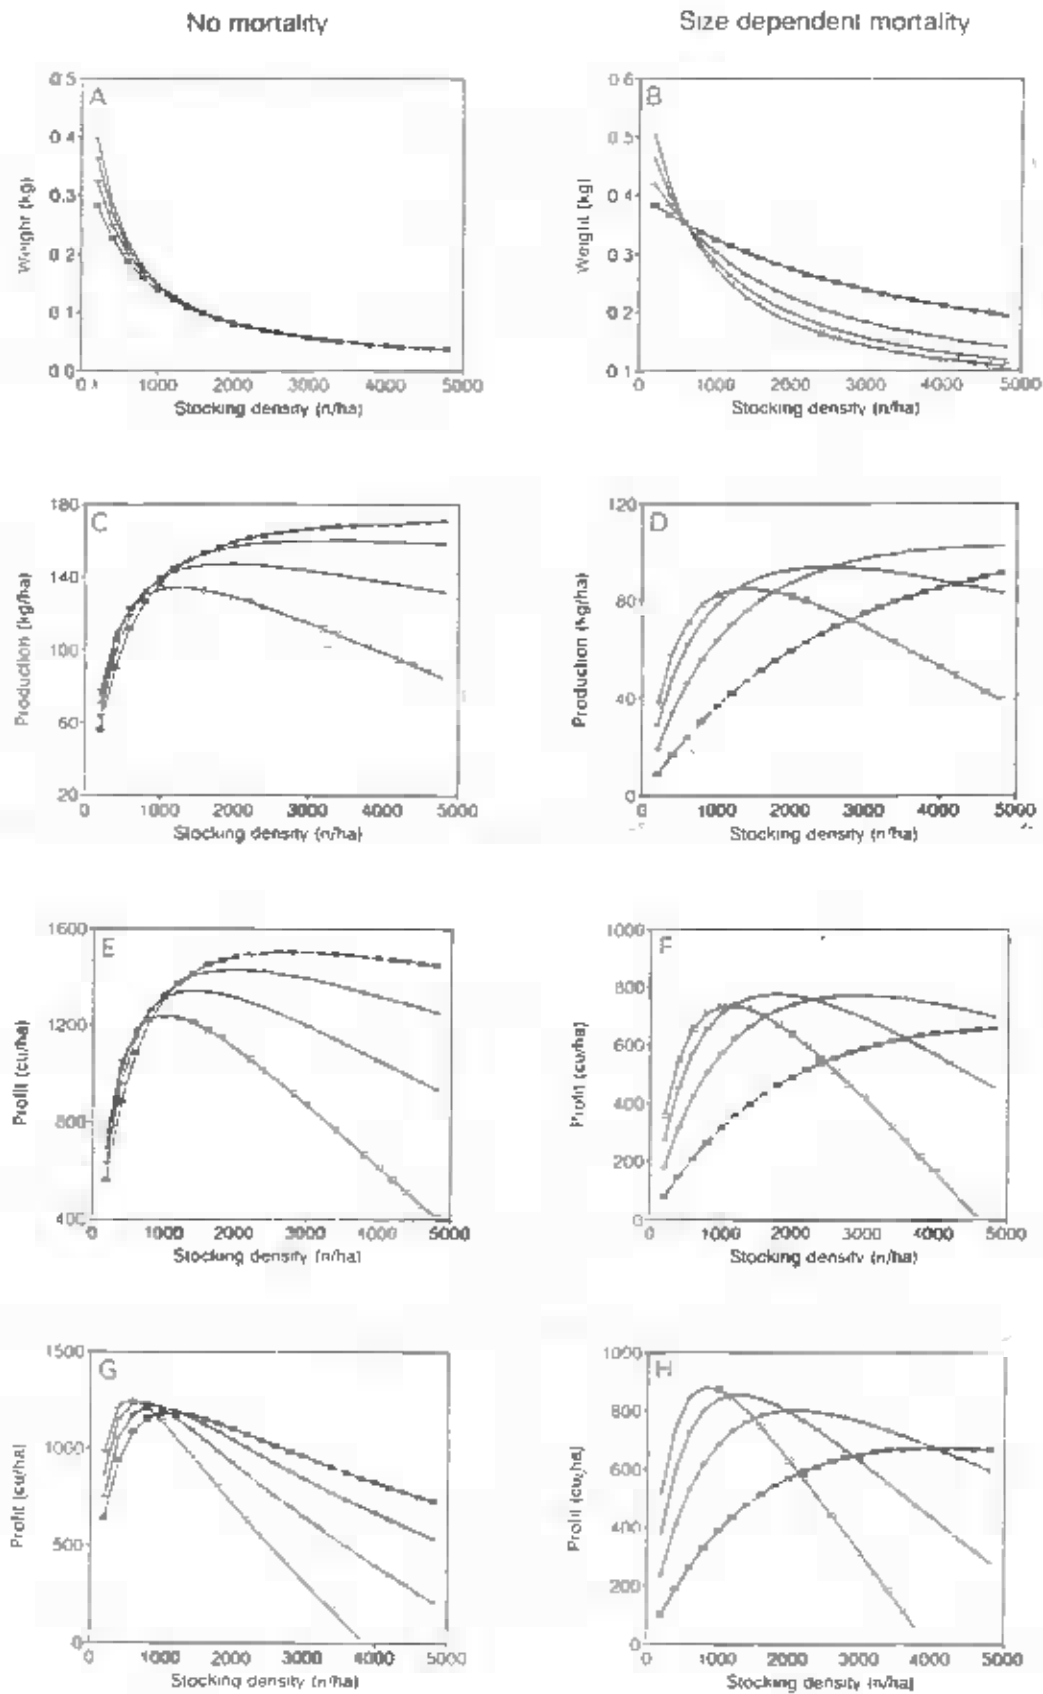 No mortality
Size dependent mortality
A
0.5
0.4
0.3
0.2
0.1
0.0
Weight (kg)
0 1000 2000 3000 4000 5000
Stocking density (n/ha)
B
0.6
0.5
0.4
0.3
0.2
0.1
Weight (kg)
0 1000 2000 3000 4000 5000
Stocking density (n/ha)
C
180
140
100
60
20
Production (kg/ha)
0 1000 2000 3000 4000 5000
Stocking density (n/ha)
D
120
80
40
0
Production (kg/ha)
0 1000 2000 3000 4000 5000
Stocking density (n/ha)
E
1600
1200
800
400
Profit (cu/ha)
0 1000 2000 3000 4000 5000
Stocking density (n/ha)
F
1000
800
600
400
200
0
Profit (cu/ha)
0 1000 2000 3000 4000 5000
Stocking density (n/ha)
G
1500
1000
500
0
Profit (cu/ha)
0 1000 2000 3000 4000 5000
Stocking density (n/ha)
H
1000
800
600
400
200
0
Profit (cu/ha)
0 1000 2000 3000 4000 5000
Stocking density (n/ha)